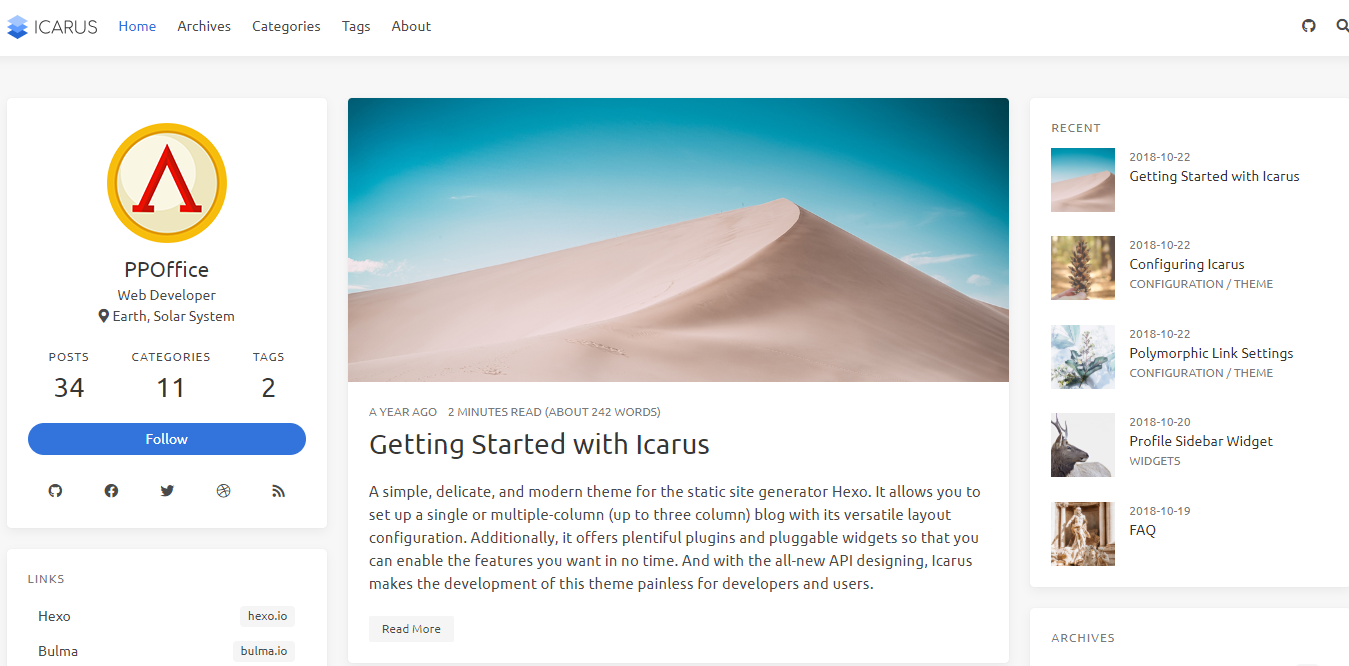 ICARUS Home Archives Categories Tags About
PPOffice
Web Developer
Earth, Solar System
POSTS CATEGORIES TAGS
34 11 2
Follow
LINKS
Hexo hexo.io
Bulma bulma.io
A YEAR AGO 2 MINUTES READ (ABOUT 242 WORDS)
Getting Started with Icarus
A simple, delicate, and modern theme for the static site generator Hexo. It allows you to
set up a single or multiple-column (up to three column) blog with its versatile layout
configuration. Additionally, it offers plentiful plugins and pluggable widgets so that you
can enable the features you want in no time. And with the all-new API designing, Icarus
makes the development of this theme painless for developers and users.
Read More
RECENT
2018-10-22
Getting Started with Icarus
2018-10-22
Configuring Icarus
CONFIGURATION / THEME
2018-10-22
Polymorphic Link Settings
CONFIGURATION / THEME
2018-10-20
Profile Sidebar Widget
WIDGETS
2018-10-19
FAQ
ARCHIVES